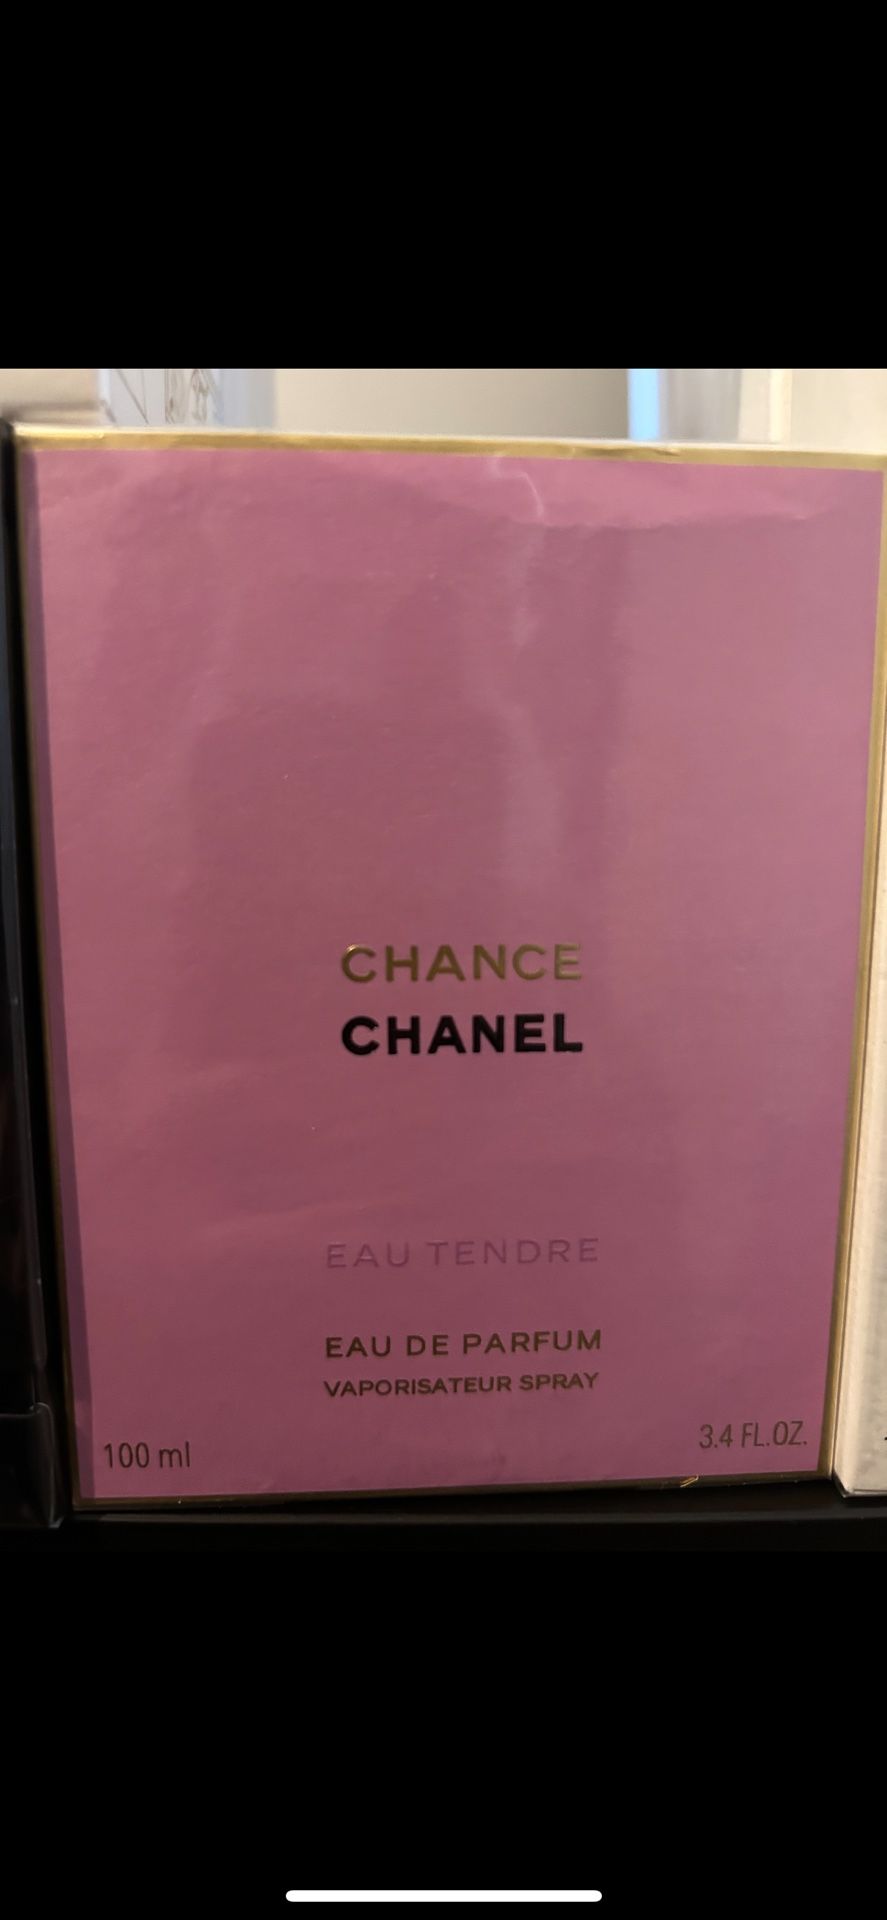 CHANCE
CHANEL
EAU TENDRE
EAU DE PARFUM
VAPORISATEUR SPRAY
100 ml
3.4 FL.OZ.